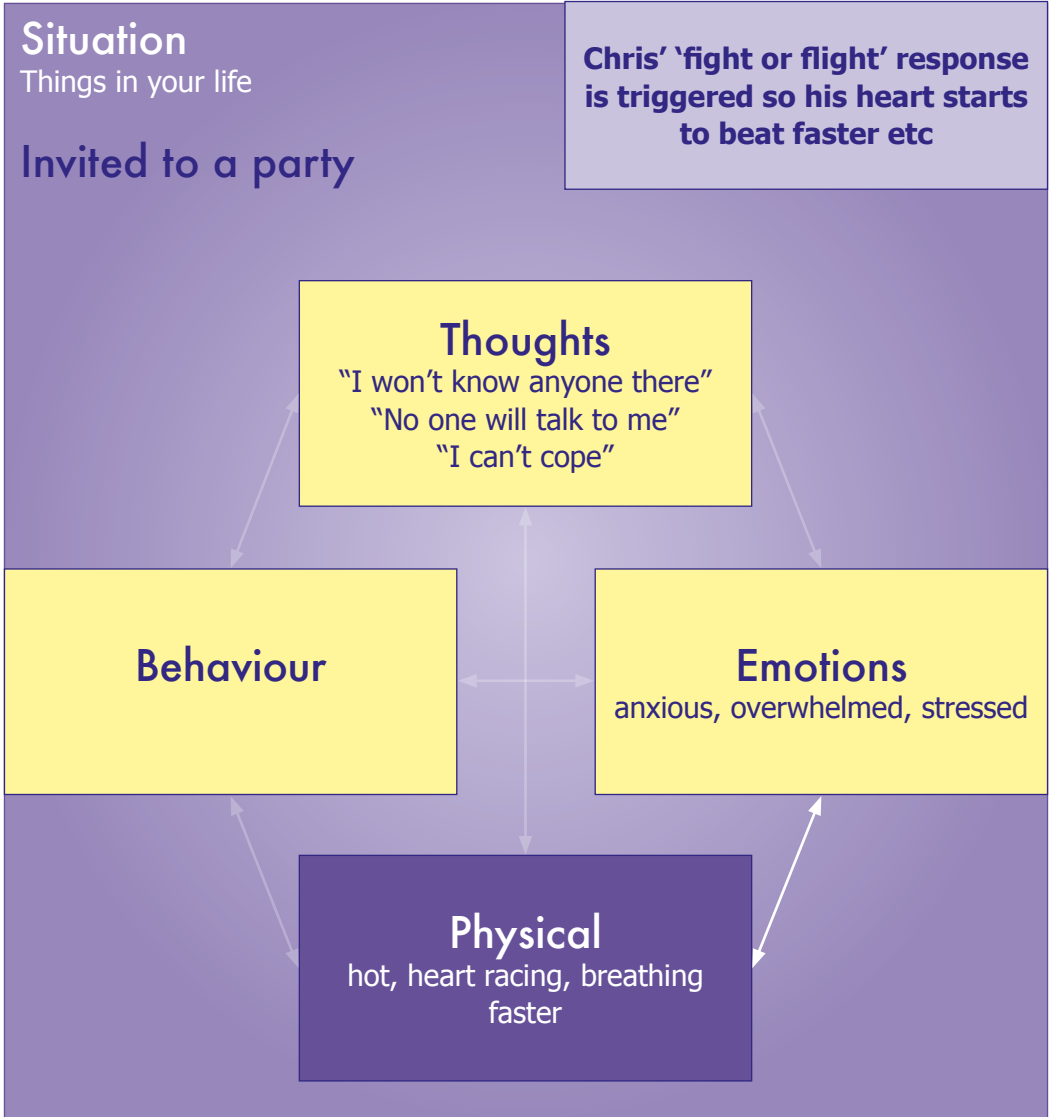 Situation
Things in your life
Invited to a party
Chris’ ‘fight or flight’ response
is triggered so his heart starts
to beat faster etc
Thoughts
“I won’t know anyone there”
“No one will talk to me”
“I can’t cope”
Behaviour
Emotions
anxious, overwhelmed, stressed
Physical
hot, heart racing, breathing
faster